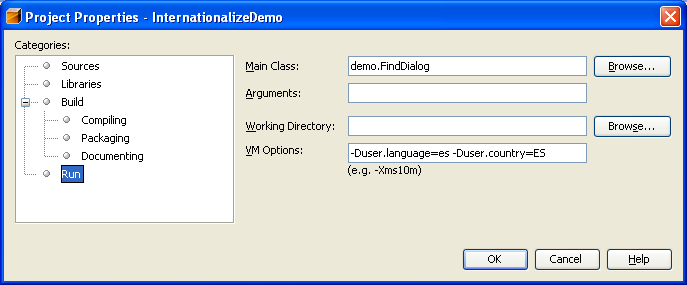 Project Properties - InternationalizeDemo
Categories:
Sources
Libraries
Build
Compiling
Packaging
Documenting
Run
Main Class: demo.FindDialog Browse...
Arguments:
Working Directory: Browse...
VM Options: -Duser.language=es -Duser.country=ES
(e.g. -Xms10m)
OK Cancel Help